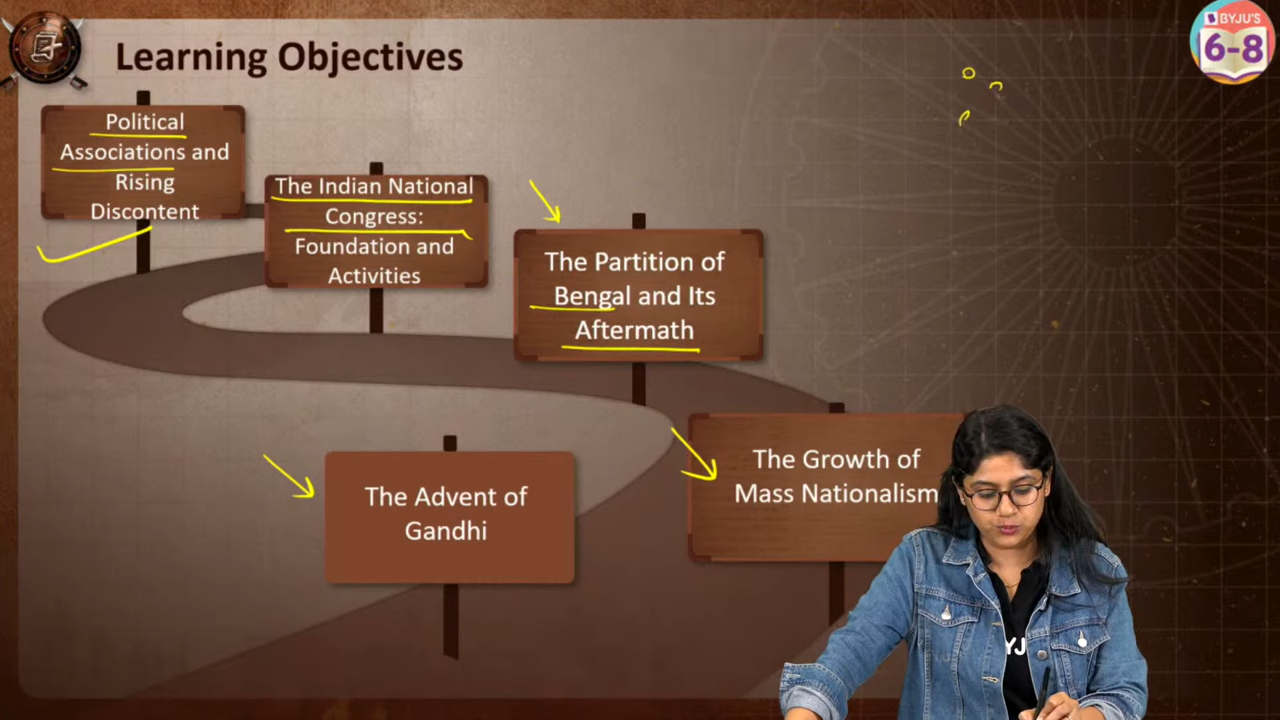 Learning Objectives
BYJU'S
6-8
Political
Associations and
Rising
Discontent
The Indian National
Congress:
Foundation and
Activities
The Partition of
Bengal and Its
Aftermath
The Growth of
Mass Nationalism
The Advent of
Gandhi
YJ